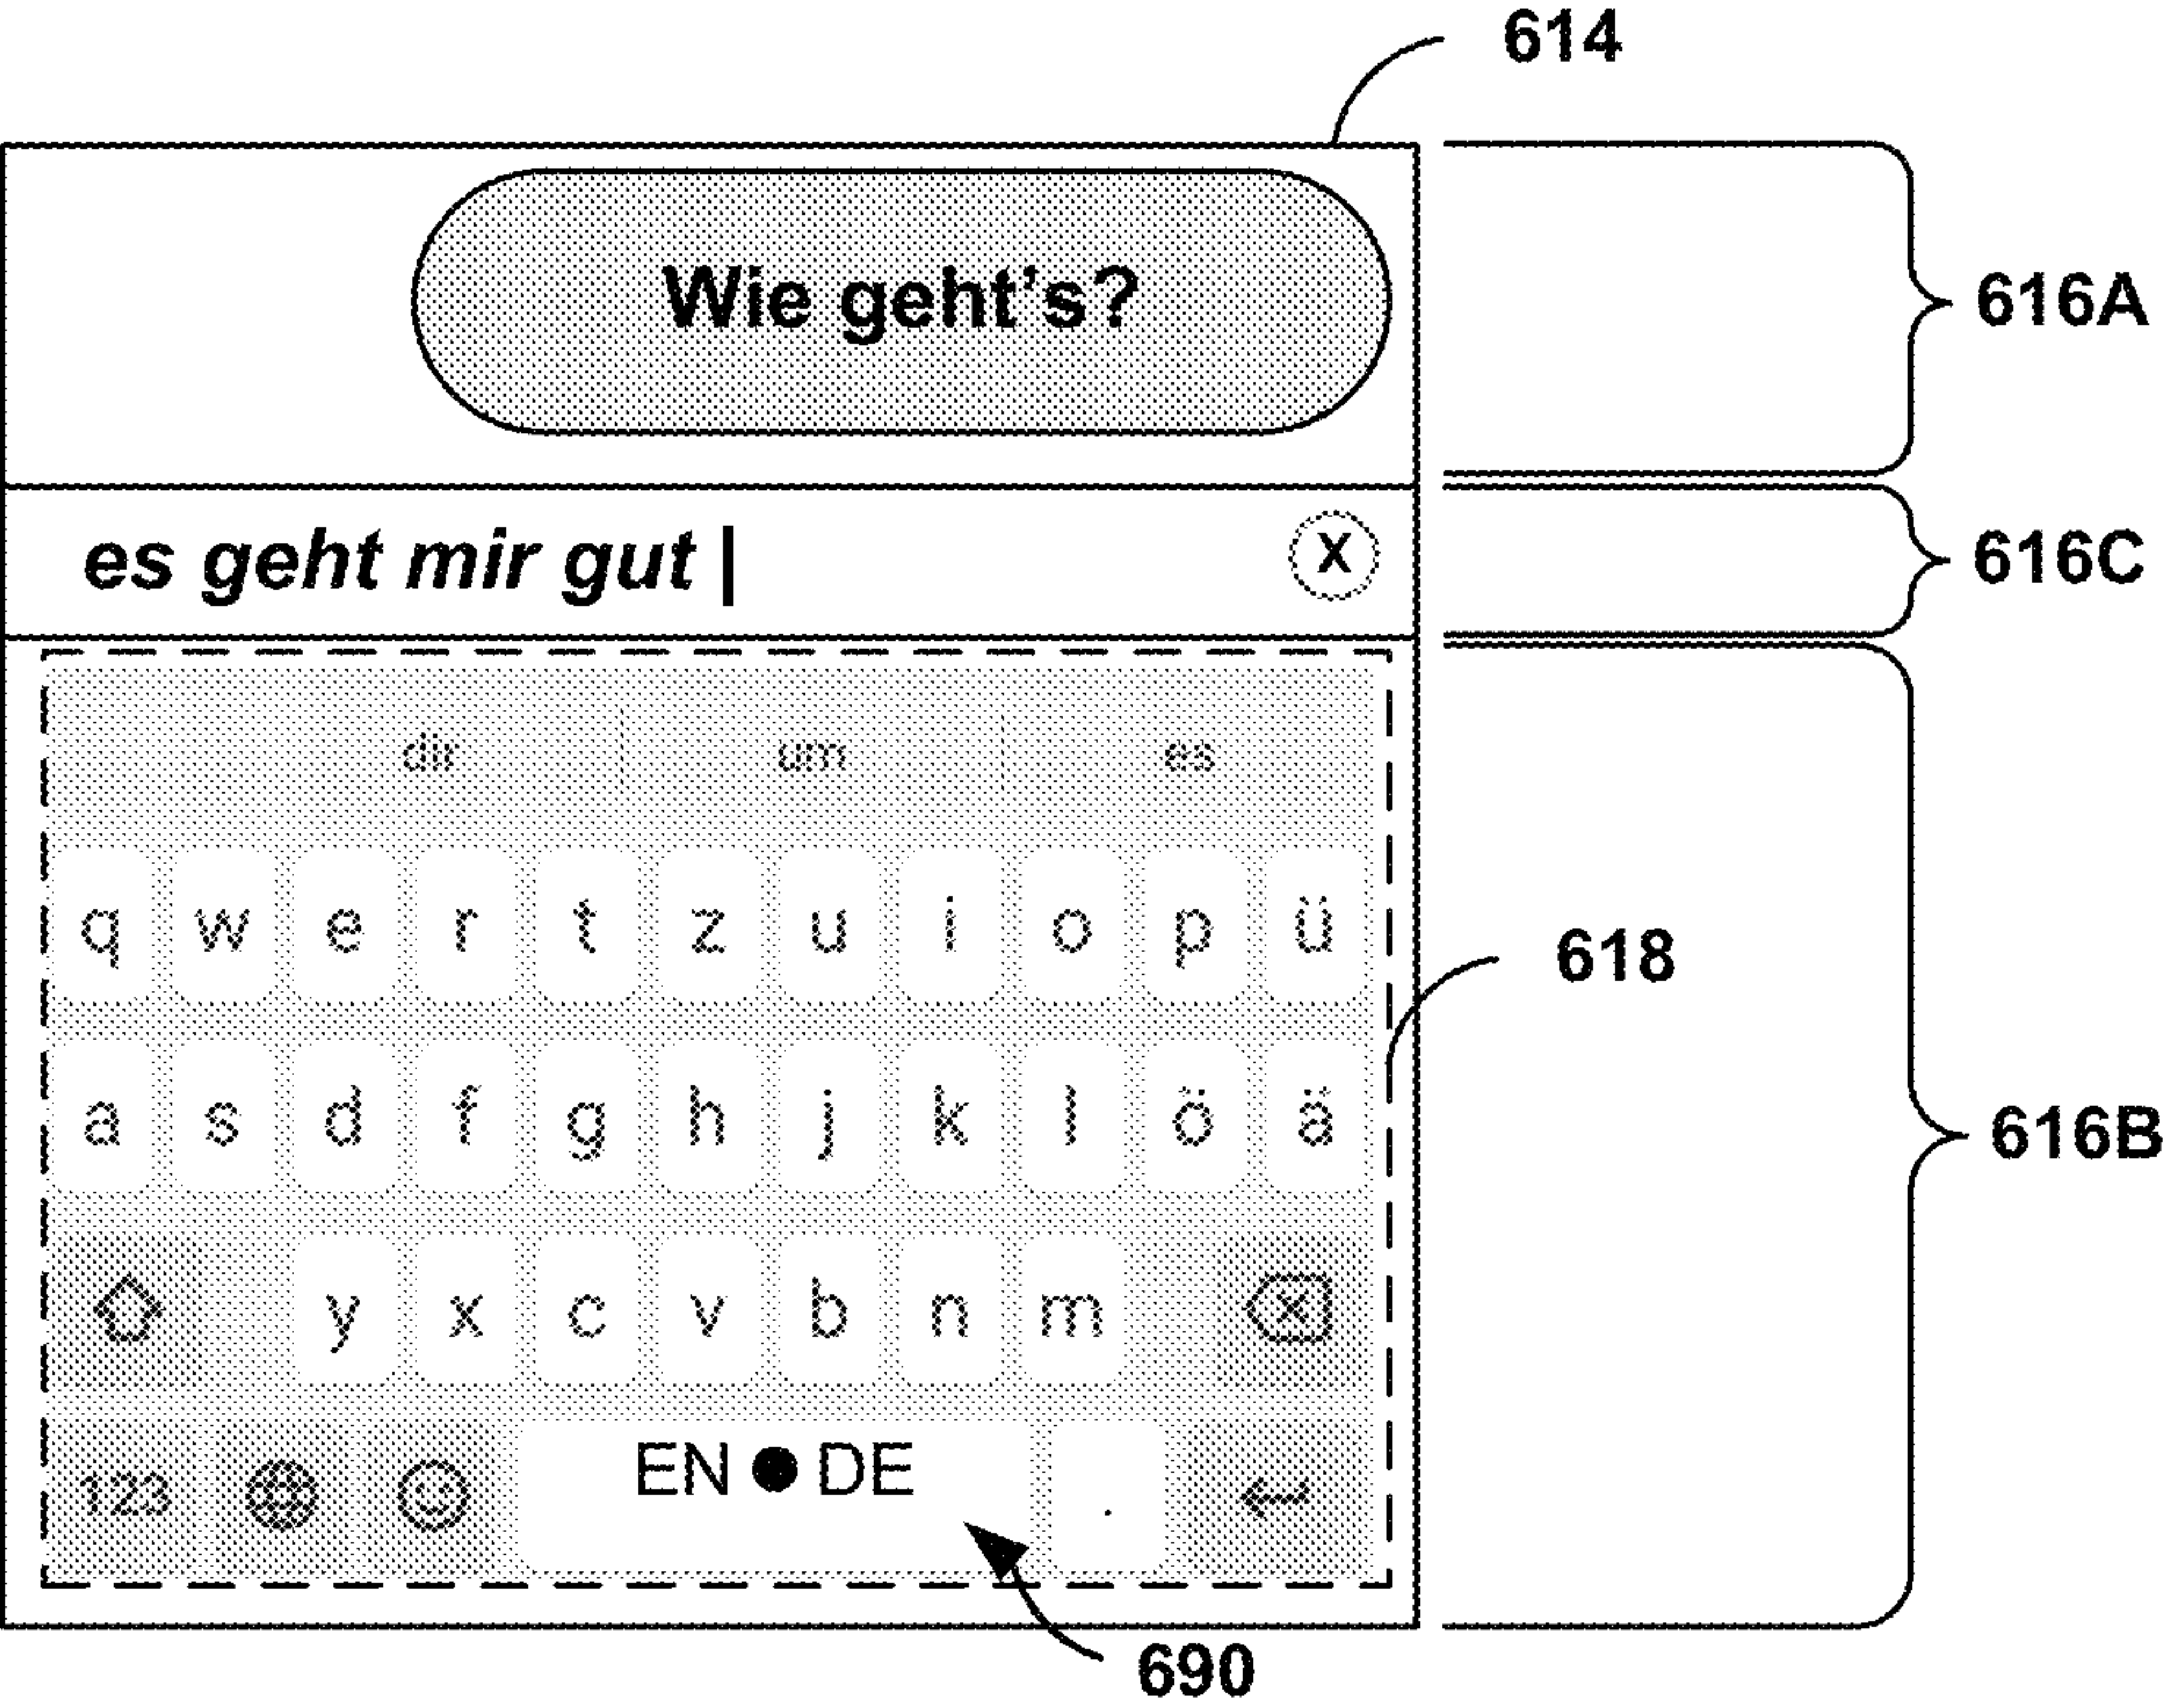 614
Wie geht's?
616A
es geht mir gut
X
616C
dir um es
q w e r t z u i o p ü
618
a s d f g h j k l ö ä
616B
y x c v b n m x
123 EN DE .
690